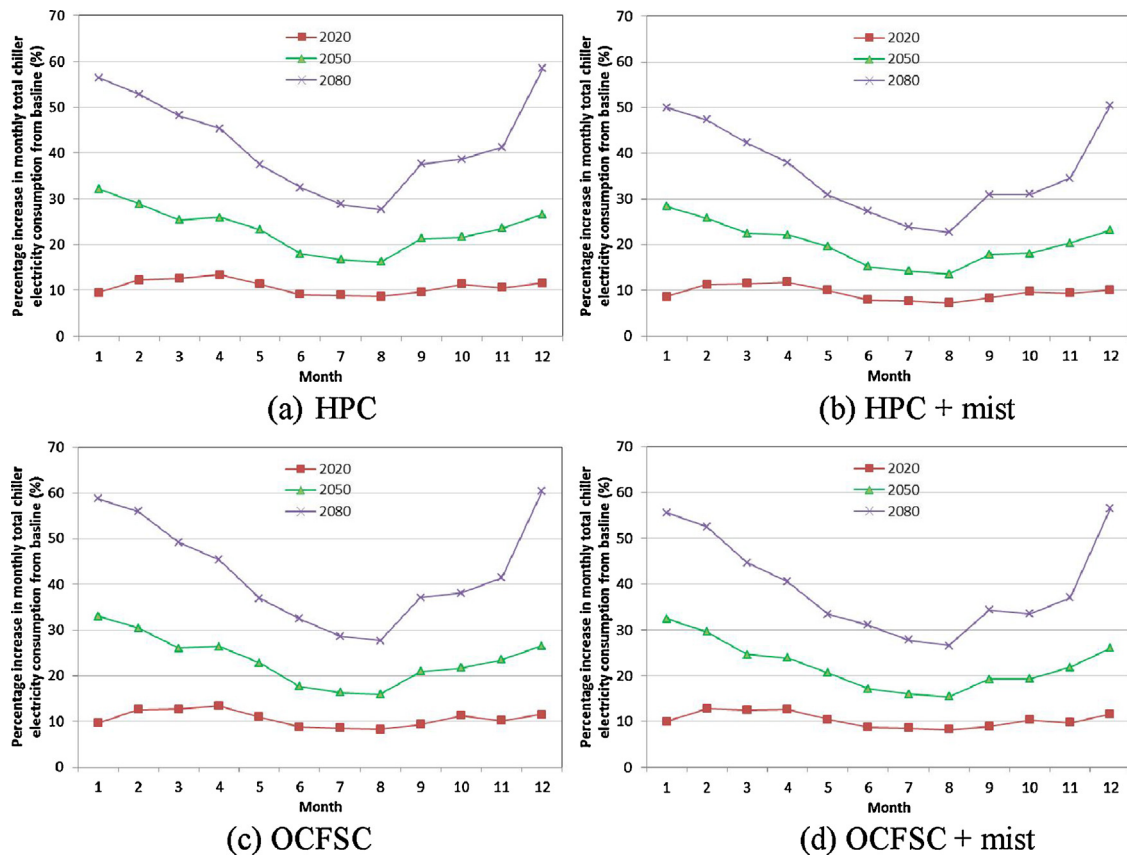 Percentage increase in monthly total chiller
electricity consumption from basline (%)
70
60
50
40
30
20
10
0
2020
2050
2080
1 2 3 4 5 6 7 8 9 10 11 12
Month
(a) HPC
Percentage increase in monthly total chiller
electricity consumption from basline (%)
70
60
50
40
30
20
10
0
2020
2050
2080
1 2 3 4 5 6 7 8 9 10 11 12
Month
(b) HPC + mist
Percentage increase in monthly total chiller
electricity consumption from basline (%)
70
60
50
40
30
20
10
0
2020
2050
2080
1 2 3 4 5 6 7 8 9 10 11 12
Month
(c) OCFSC
Percentage increase in monthly total chiller
electricity consumption from basline (%)
70
60
50
40
30
20
10
0
2020
2050
2080
1 2 3 4 5 6 7 8 9 10 11 12
Month
(d) OCFSC + mist